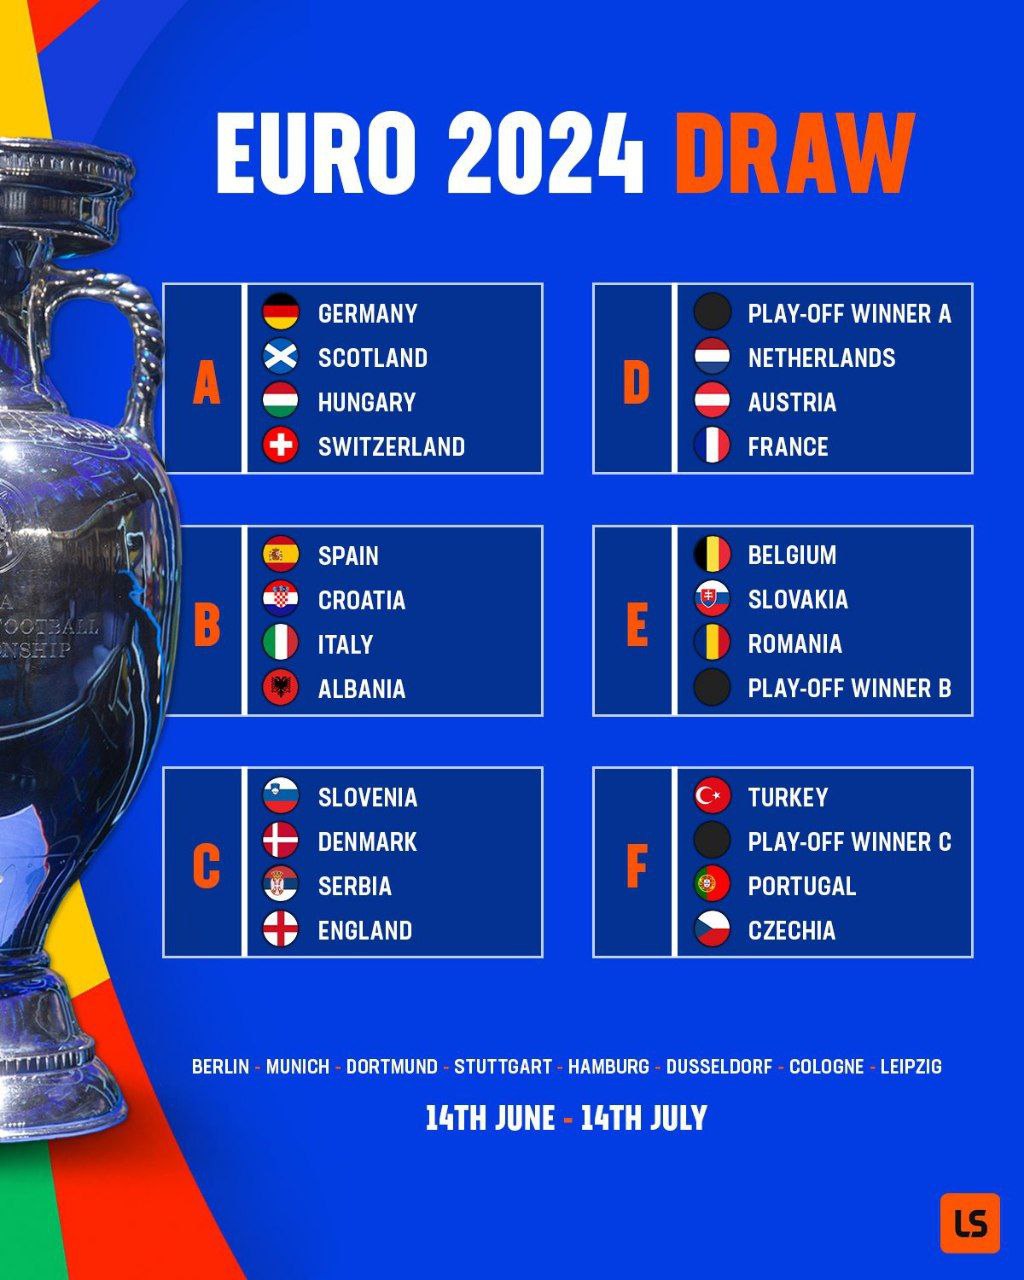 EURO 2024 DRAW
A
GERMANY
SCOTLAND
HUNGARY
SWITZERLAND
B
SPAIN
CROATIA
ITALY
ALBANIA
C
SLOVENIA
DENMARK
SERBIA
ENGLAND
D
PLAY-OFF WINNER A
NETHERLANDS
AUSTRIA
FRANCE
E
BELGIUM
SLOVAKIA
ROMANIA
PLAY-OFF WINNER B
F
TURKEY
PLAY-OFF WINNER C
PORTUGAL
CZECHIA
A
FOOTBALL
NSHIP
BERLIN - MUNICH - DORTMUND - STUTTGART - HAMBURG - DUSSELDORF - COLOGNE - LEIPZIG
14TH JUNE - 14TH JULY
LS